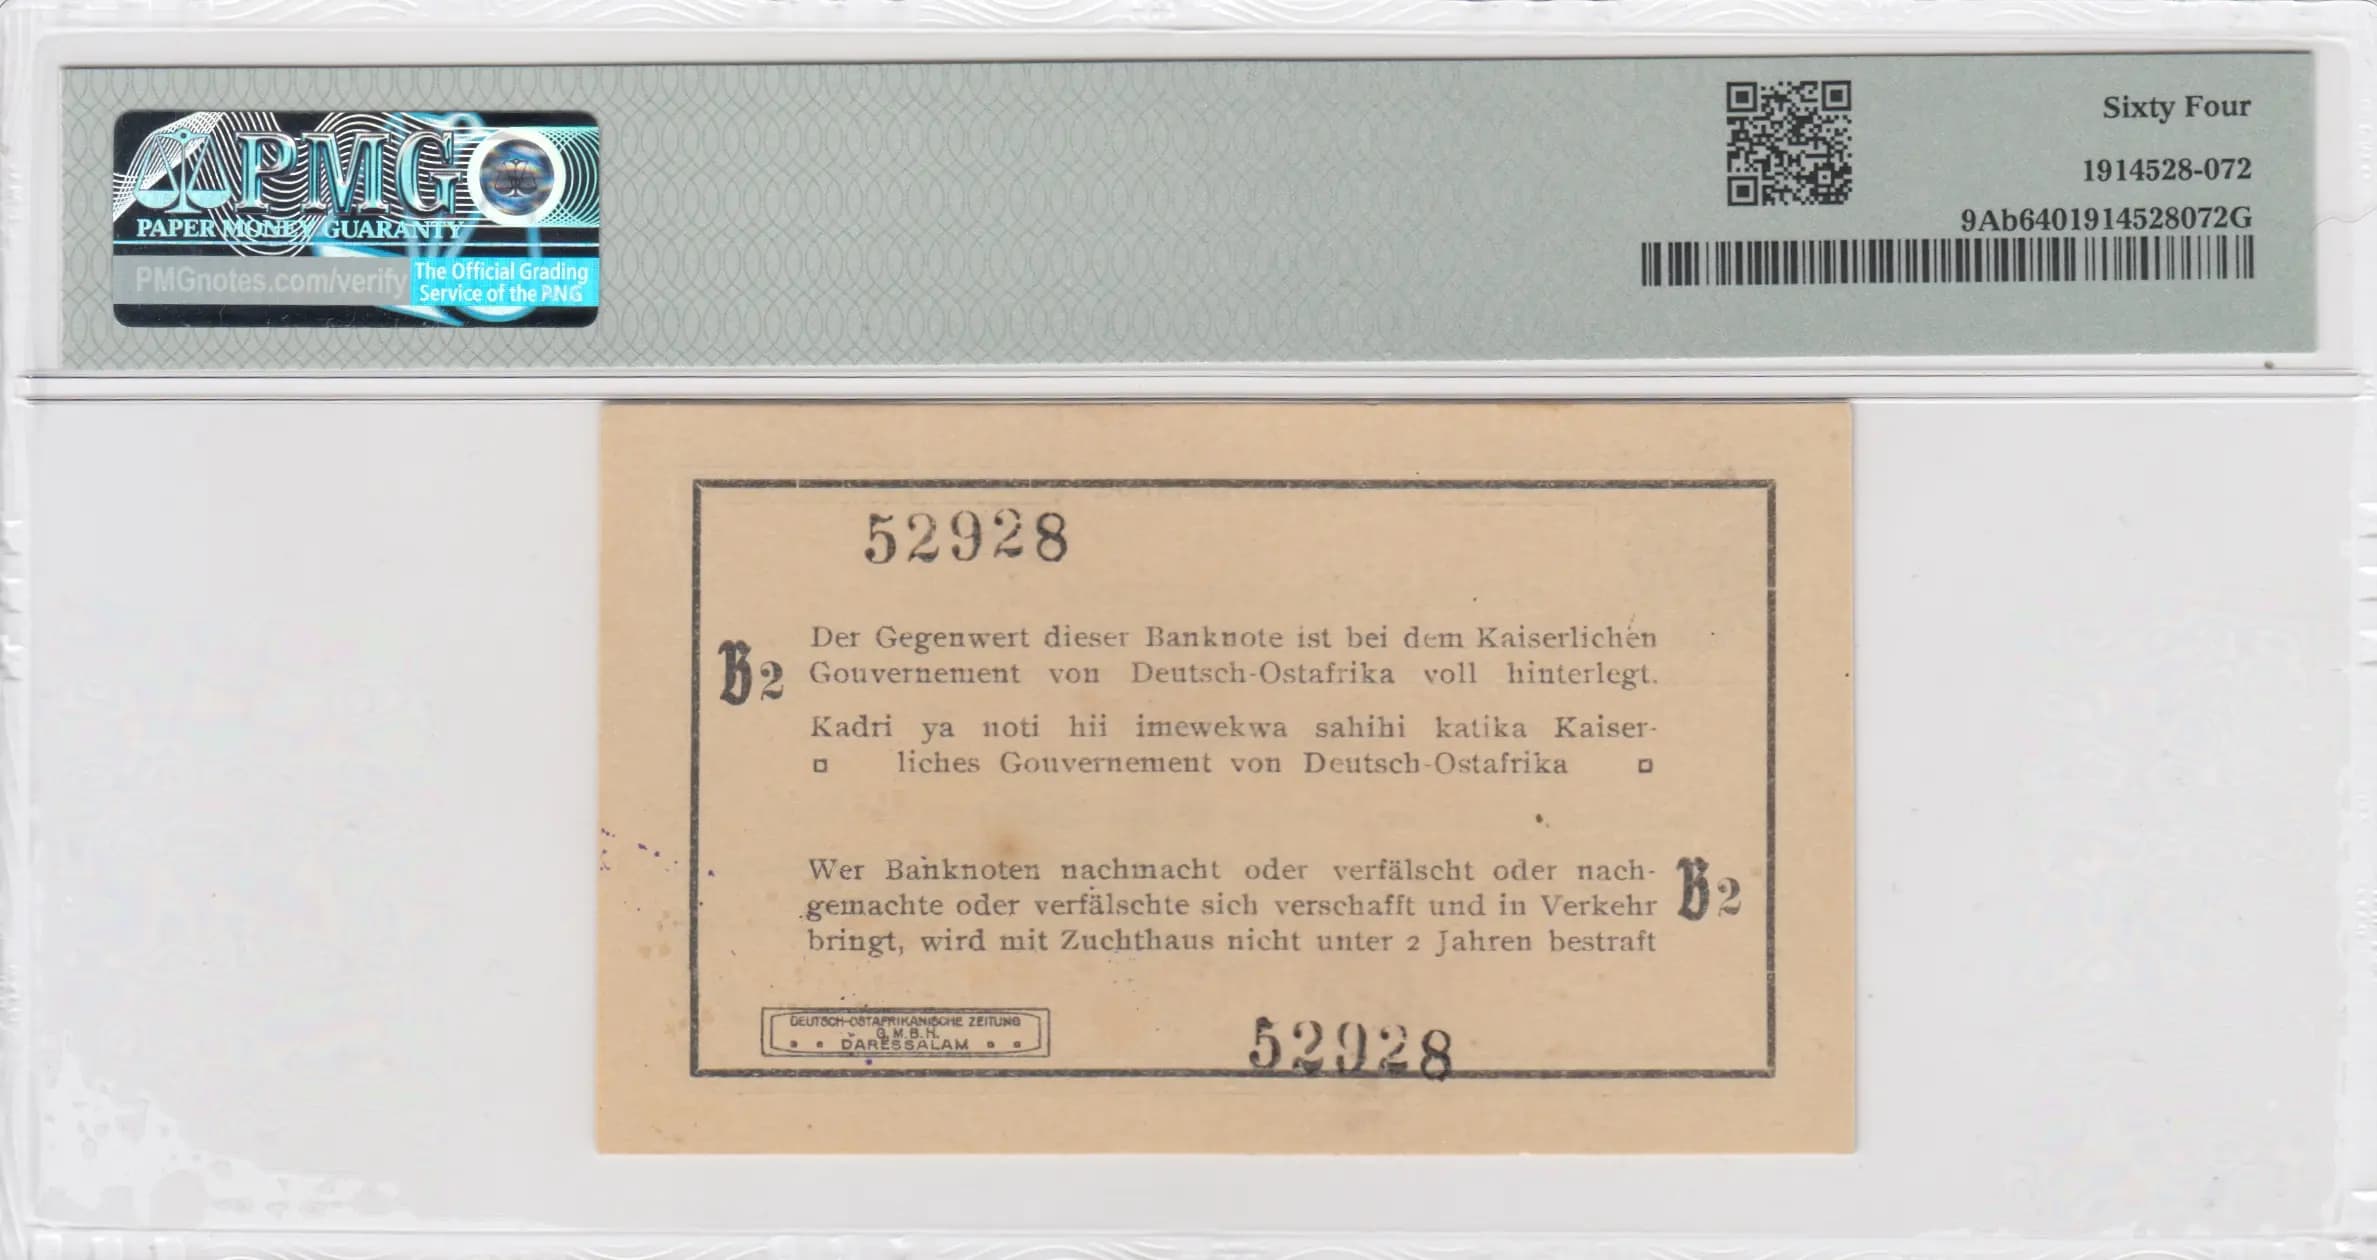 PMG
PAPER MONEY GUARANTY
PMGnotes.com/verify
The Official Grading
Service of the PNG
Sixty Four
1914528-072
9Ab6401914528072G
52928
B2
Der Gegenwert dieser Banknote ist bei dem Kaiserlichen
Gouvernement von Deutsch-Ostafrika voll hinterlegt.
Kadri ya noti hii imewekwa sahihi katika Kaiser-
liches Gouvernement von Deutsch-Ostafrika
Wer Banknoten nachmacht oder verfälscht oder nach-
gemachte oder verfälschte sich verschafft und in Verkehr
bringt, wird mit Zuchthaus nicht unter 2 Jahren bestraft
B2
DEUTSCH-OSTAFRIKANISCHE ZEITUNG
G.M.B.H.
DARESSALAM
52928